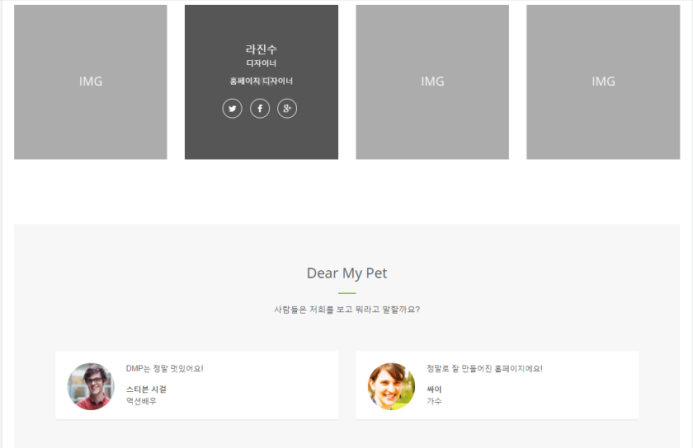 IMG
라진수
디자이너
홈페이지 디자이너
IMG
IMG
Dear My Pet
사람들은 저희를 보고 뭐라고 말할까요?
DMP는 정말 멋있어요!
스티븐 시걸
액션배우
정말로 잘 만들어진 홈페이지에요!
싸이
가수